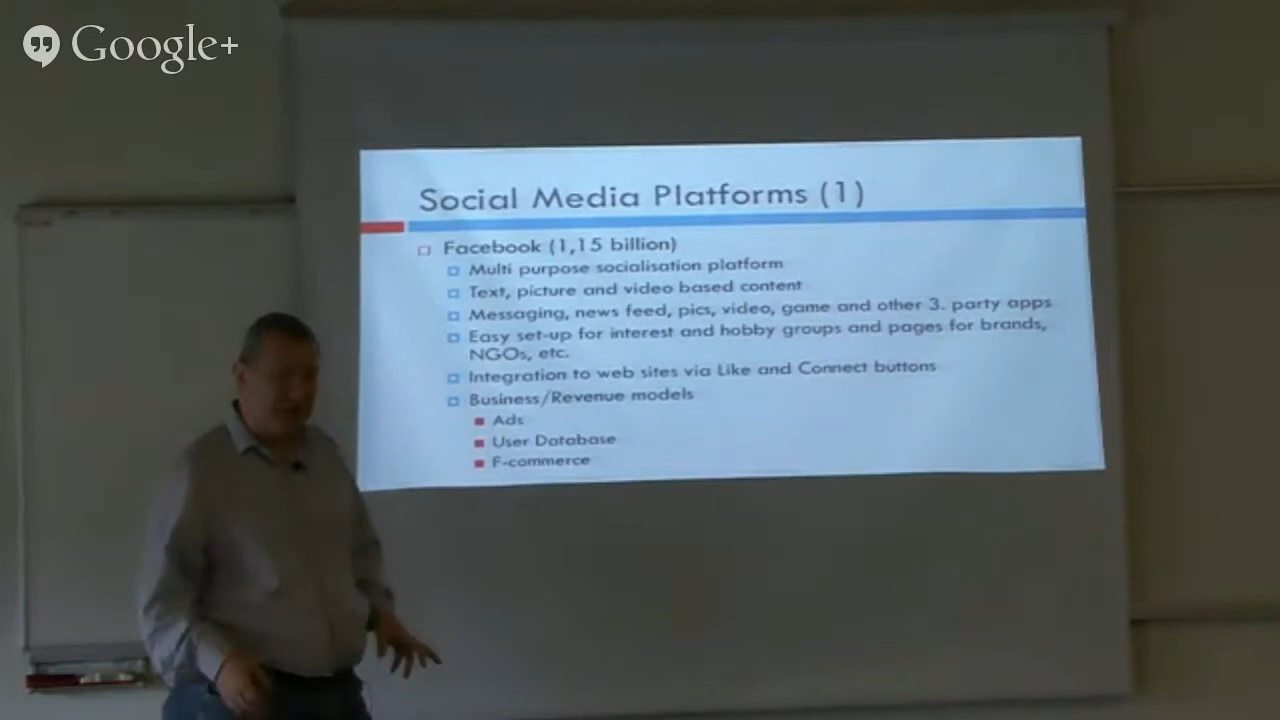 Google+
Social Media Platforms (1)
Facebook (1,15 billion)
Multi purpose socialisation platform
Text, picture and video based content
Messaging, news feed, pics, video, game and other 3. party apps
Easy set-up for interest and hobby groups and pages for brands,
NGOs, etc.
Integration to web sites via Like and Connect buttons
Business/Revenue models
Ads
User Database
F-commerce